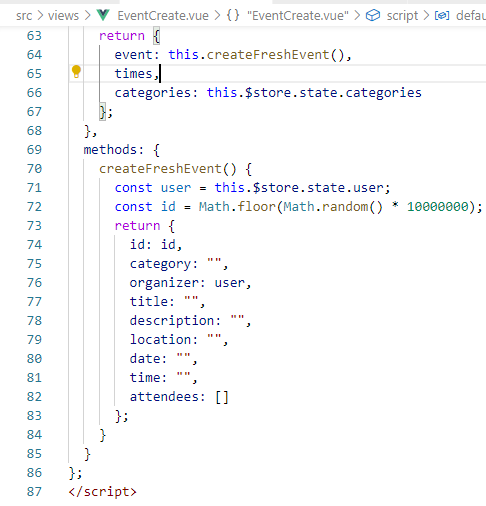 src > views > EventCreate.vue > {} "EventCreate.vue" > script > defau
63 return {
64 event: this.createFreshEvent(),
65 times,
66 categories: this.$store.state.categories
67 };
68 },
69 methods: {
70 createFreshEvent() {
71 const user = this.$store.state.user;
72 const id = Math.floor(Math.random() * 10000000);
73 return {
74 id: id,
75 category: "",
76 organizer: user,
77 title: "",
78 description: "",
79 location: "",
80 date: "",
81 time: "",
82 attendees: []
83 };
84 }
85 }
86 };
87 </script>